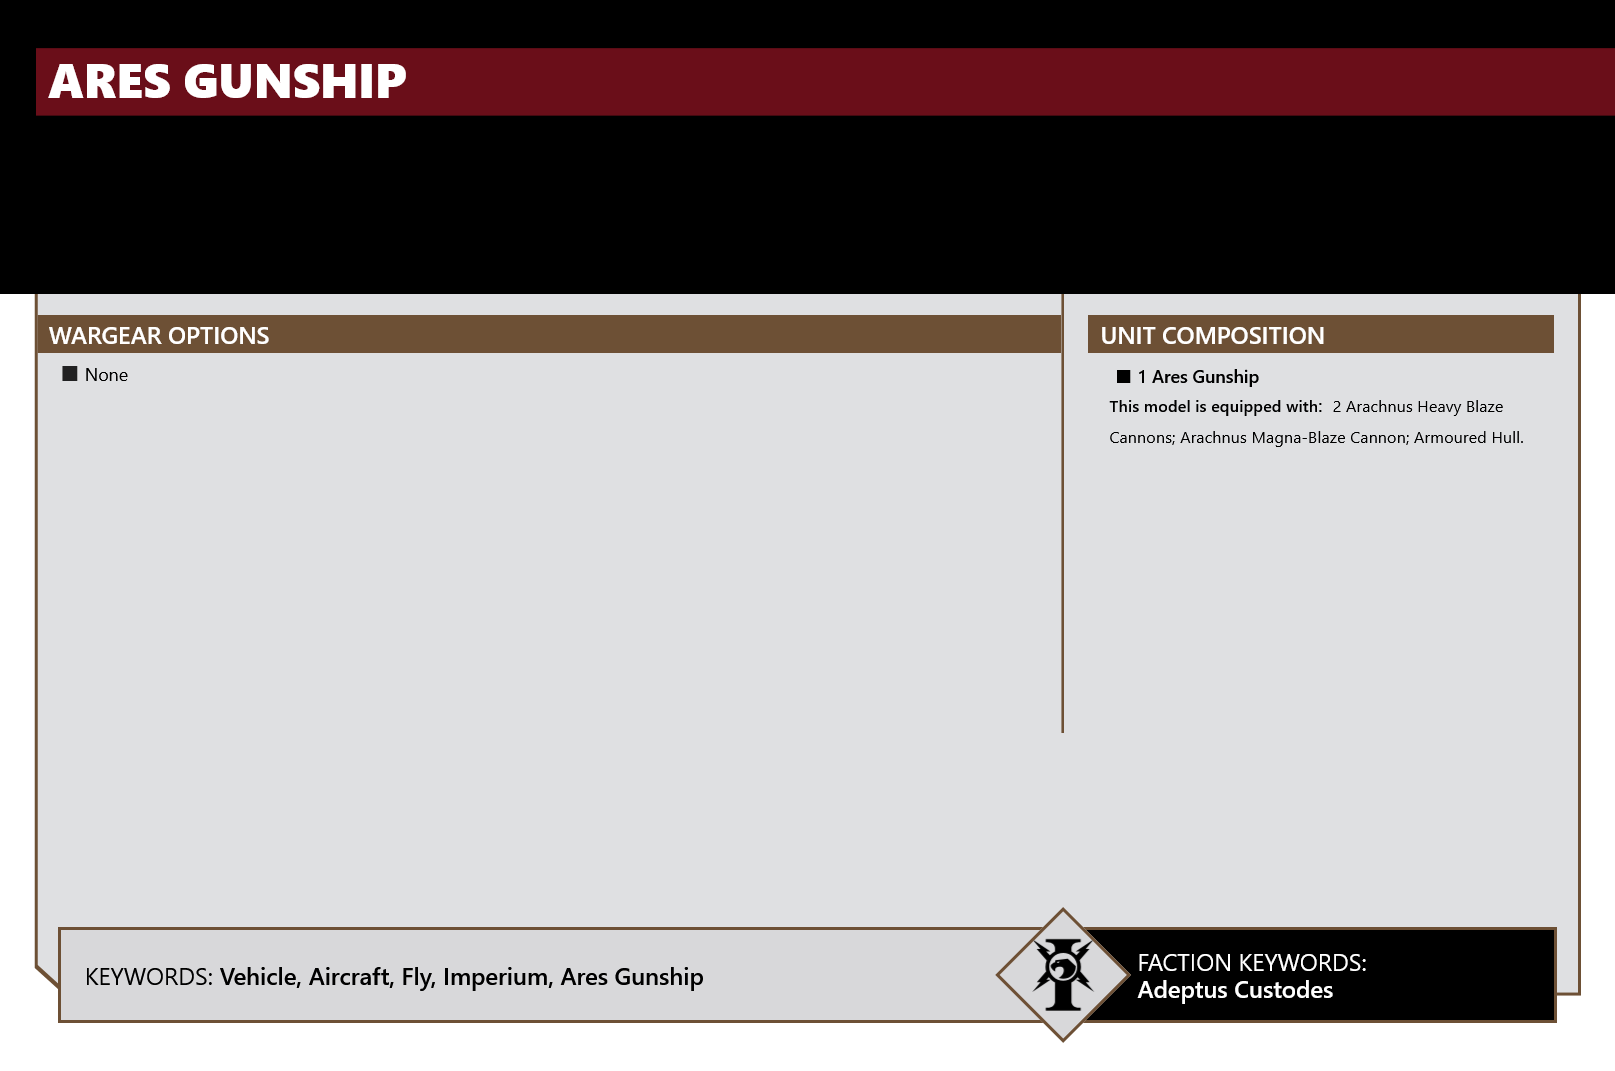 ARES GUNSHIP
WARGEAR OPTIONS
■ None
UNIT COMPOSITION
■ 1 Ares Gunship
This model is equipped with: 2 Arachnus Heavy Blaze
Cannons; Arachnus Magna-Blaze Cannon; Armoured Hull.
KEYWORDS: Vehicle, Aircraft, Fly, Imperium, Ares Gunship
FACTION KEYWORDS:
Adeptus Custodes